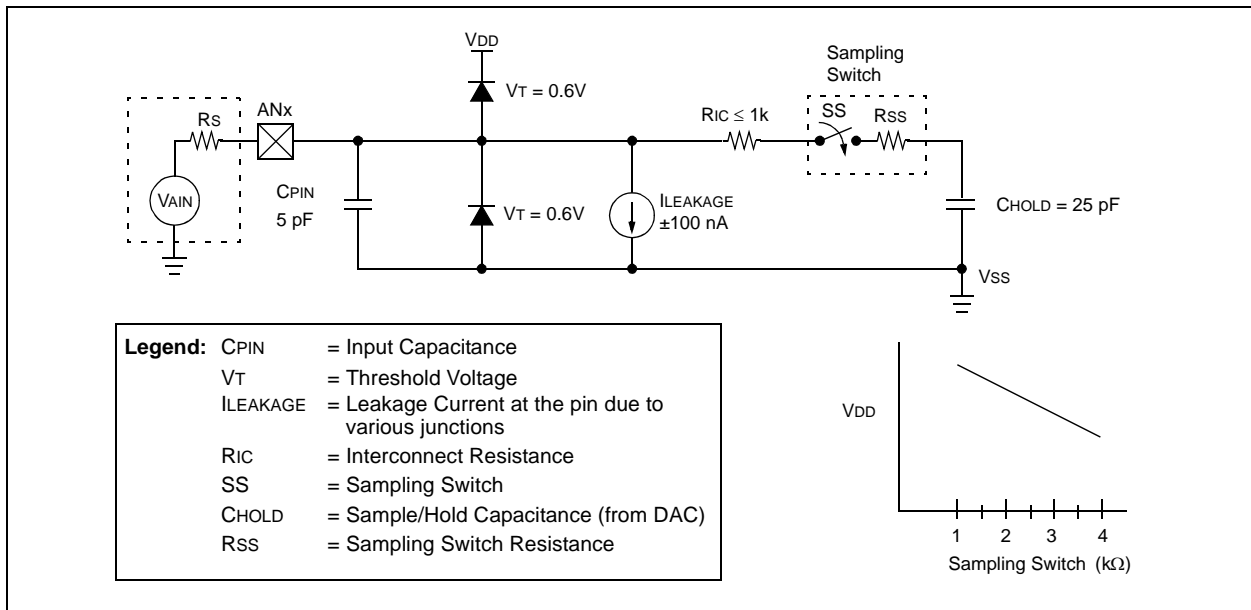 VDD
Sampling
Switch
VT = 0.6V
RIC ≤ 1k
SS
RSS
RS
ANx
VAIN
CPIN
5 pF
VT = 0.6V
ILEAKAGE
±100 nA
CHOLD = 25 pF
VSS
Legend: CPIN = Input Capacitance
VT = Threshold Voltage
ILEAKAGE = Leakage Current at the pin due to
various junctions
RIC = Interconnect Resistance
SS = Sampling Switch
CHOLD = Sample/Hold Capacitance (from DAC)
RSS = Sampling Switch Resistance
VDD
1 2 3 4
Sampling Switch (kΩ)